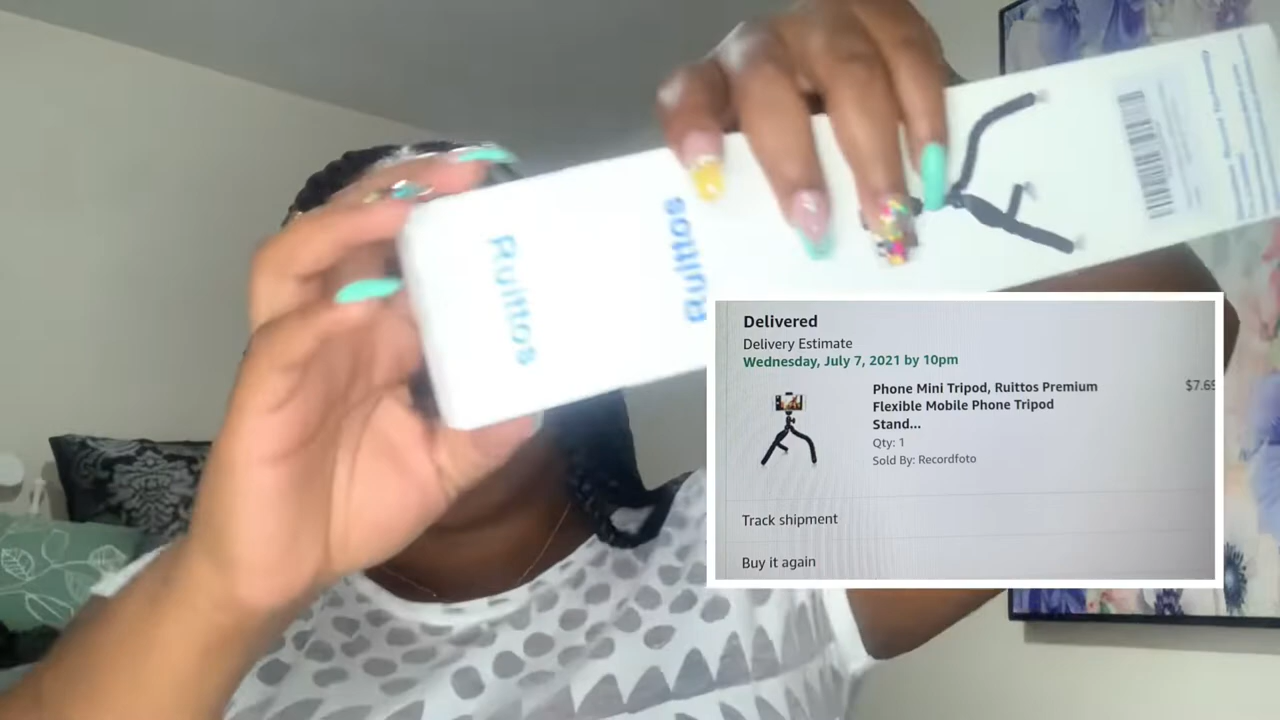 Ruittos
Ruittos
Delivered
Delivery Estimate
Wednesday, July 7, 2021 by 10pm
Phone Mini Tripod, Ruittos Premium
Flexible Mobile Phone Tripod
Stand...
$7.69
Qty: 1
Sold By: Recordfoto
Track shipment
Buy it again